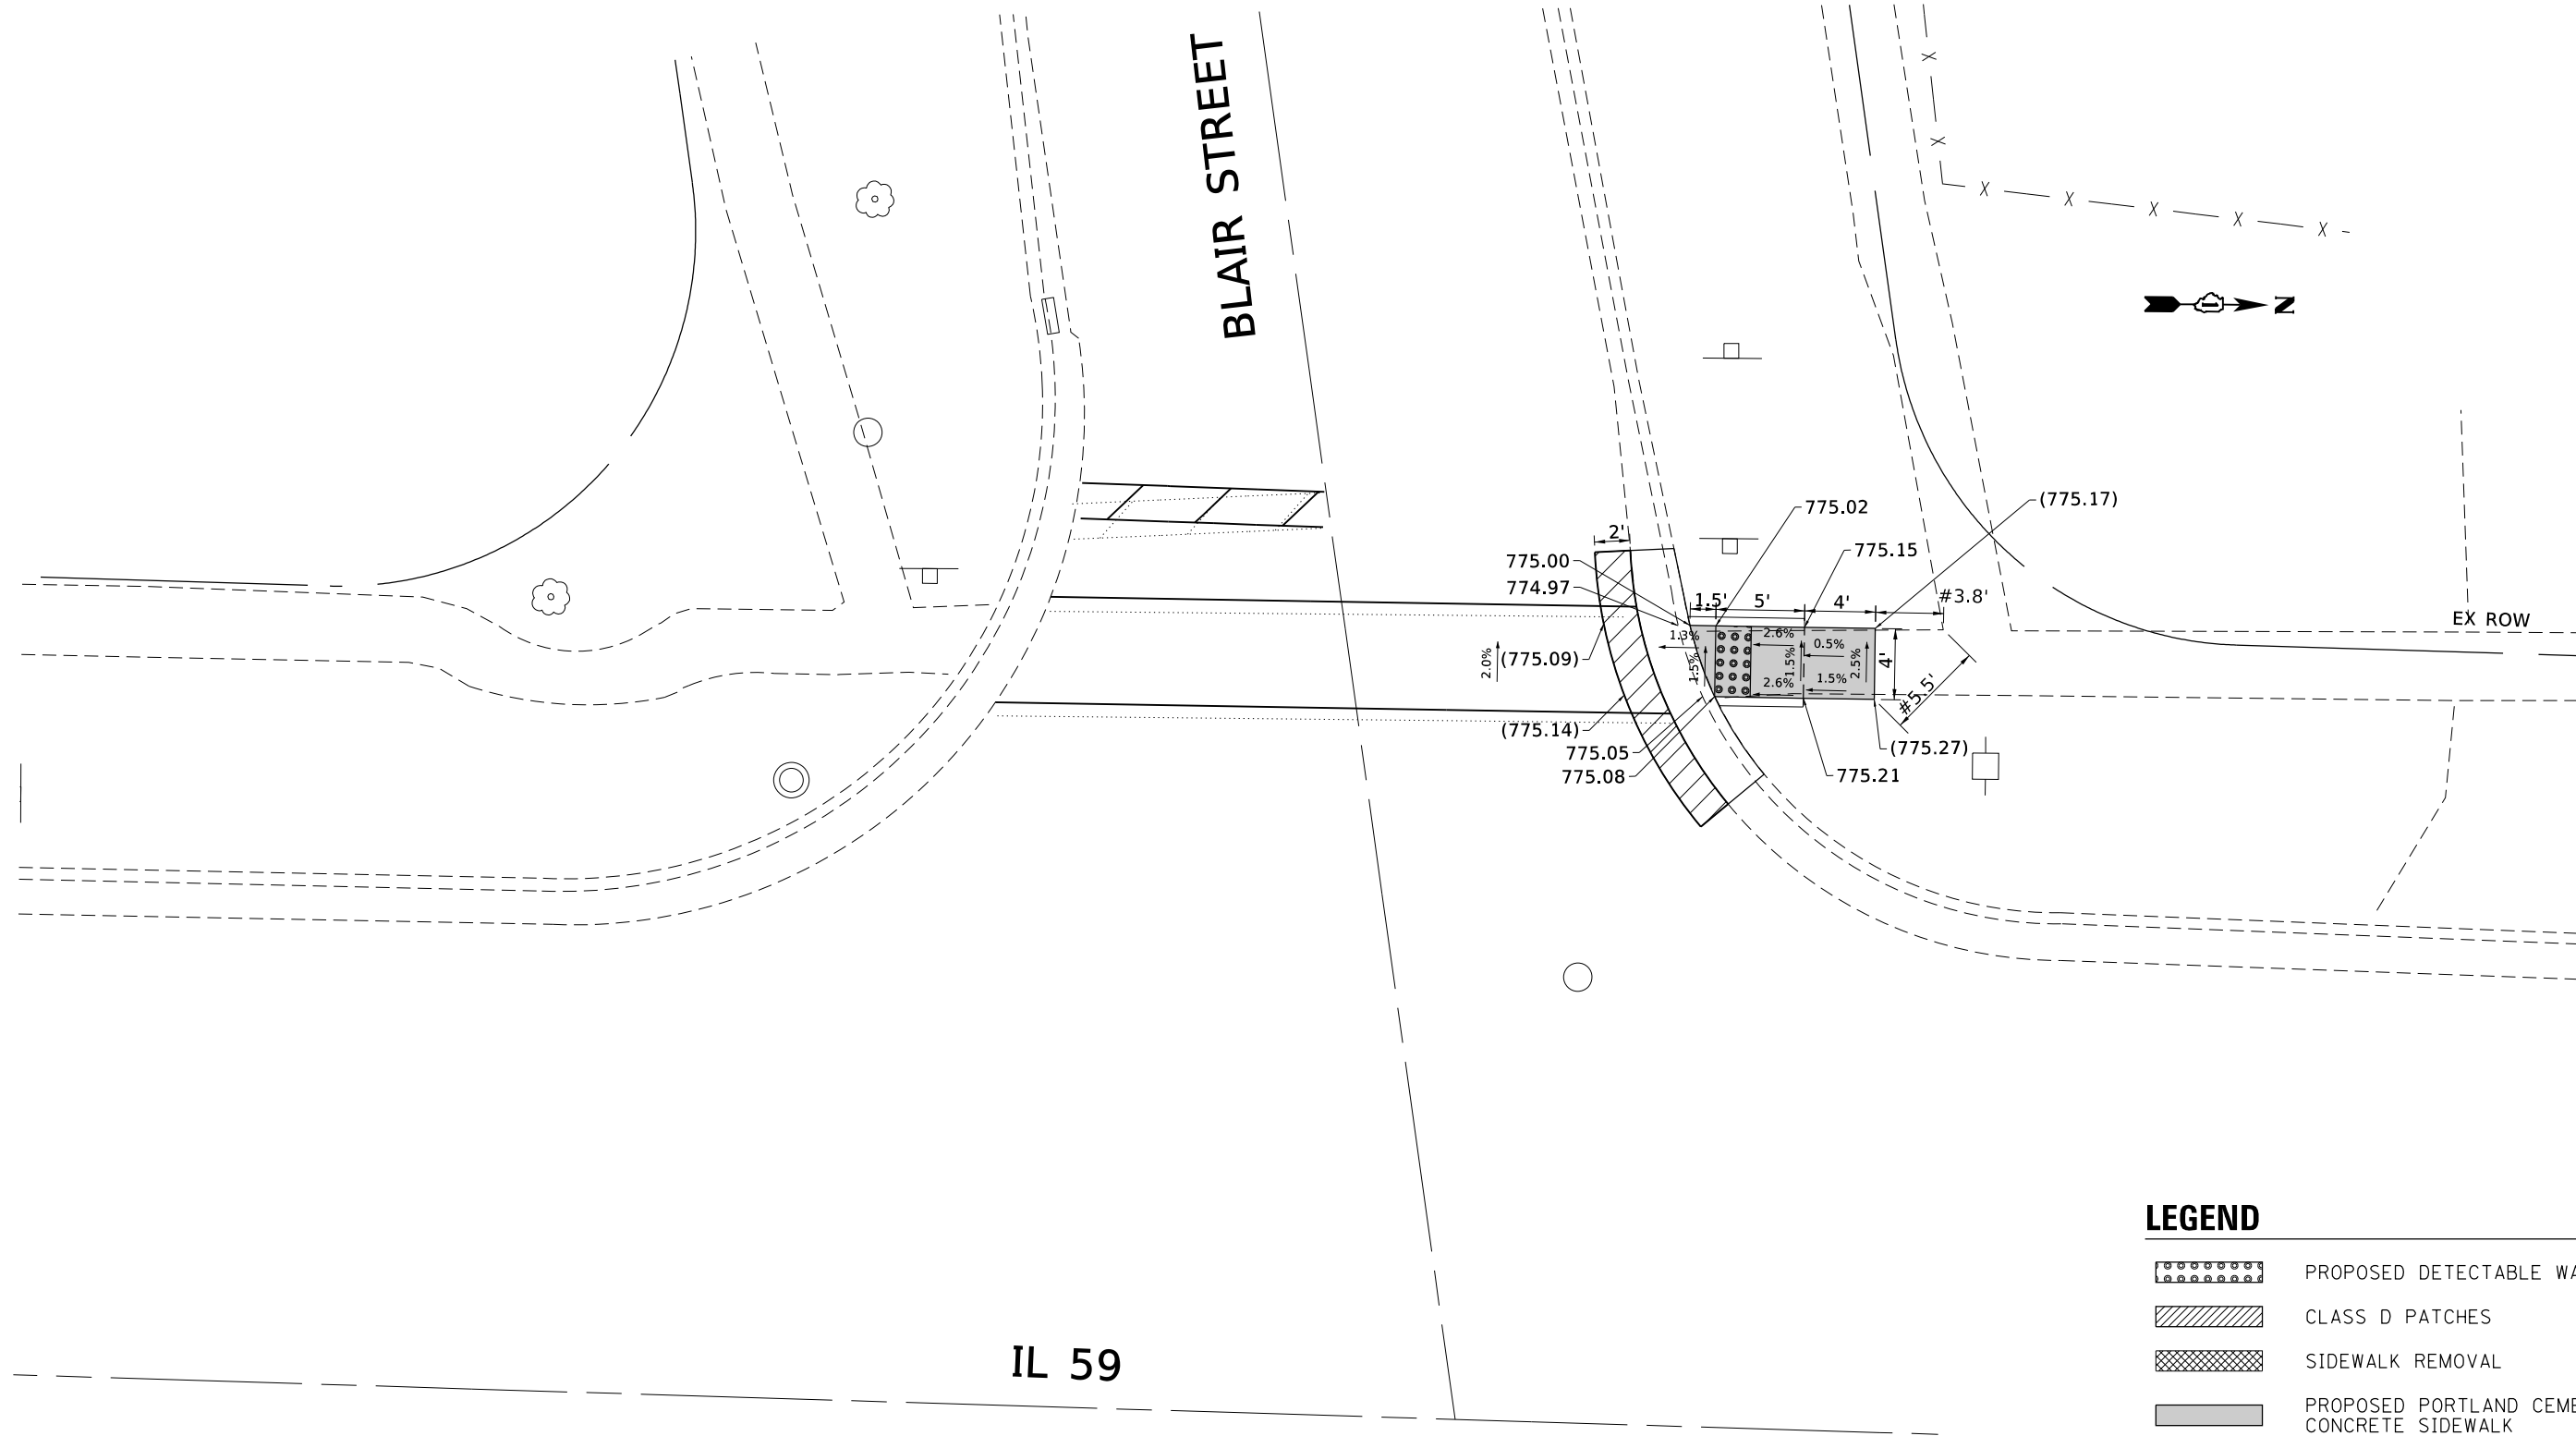 BLAIR STREET
N
775.02
(775.17)
2'
775.00
775.15
774.97
1.5'
5'
4'
#3.8'
EX ROW
1.3%
2.6%
0.5%
2.0%
(775.09)
1.5%
1.5%
2.5%
4'
2.6%
1.5%
#5.5'
(775.14)
775.05
(775.27)
775.08
775.21
LEGEND
PROPOSED DETECTABLE
CLASS D PATCHES
SIDEWALK REMOVAL
PROPOSED PORTLAND
CONCRETE SIDEWALK
IL 59